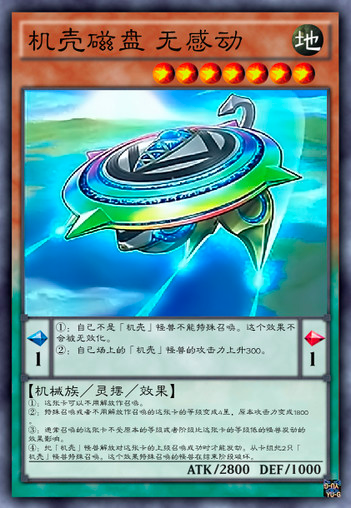 机壳磁盘 无感动
地
①：自己不是「机壳」怪兽不能特殊召唤。这个效果不
会被无效化。
②：自己场上的「机壳」怪兽的攻击力上升300。
1
1
【机械族／灵摆／效果】
①：这张卡可以不用解放作召唤。
②：特殊召唤或者不用解放作召唤的这张卡的等级变成4星，原本攻击力变成1800
。
③：通常召唤的这张卡不受原本的等级或者阶级比这张卡的等级低的怪兽发动的
效果影响。
④：把「机壳」怪兽解放对这张卡的上级召唤成功时才能发动。从卡组把2只「
机壳」怪兽特殊召唤。这个效果特殊召唤的怪兽在结束阶段破坏。
ATK/2800 DEF/1000